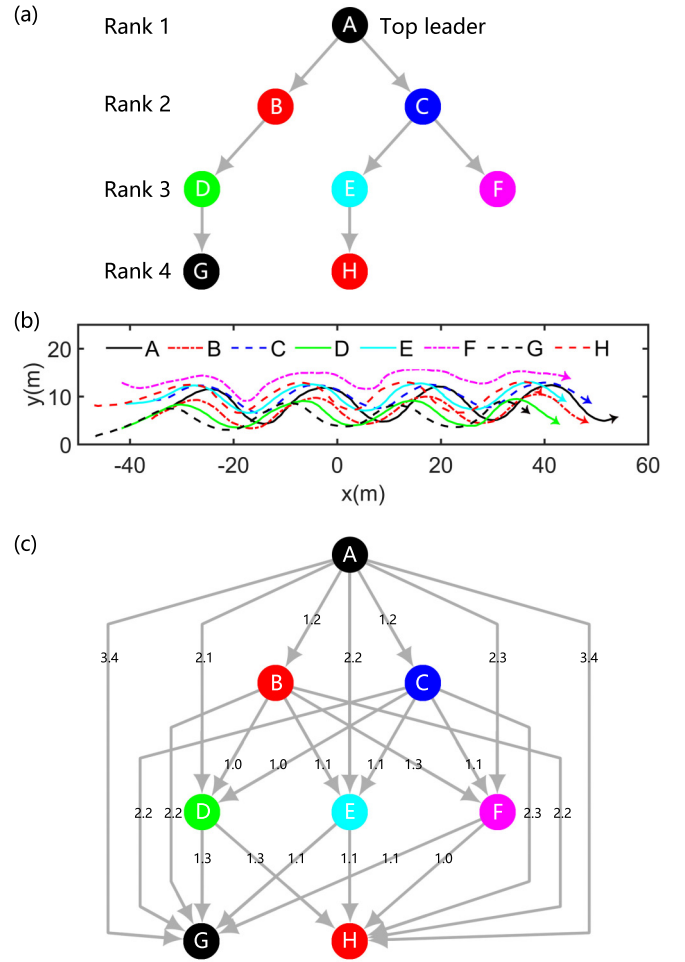 (a)
Rank 1 A Top leader
Rank 2 B C
Rank 3 D E F
Rank 4 G H
(b)
A B C D E F G H
20
10
0
y(m)
-40 -20 0 20 40 60
x(m)
(c)
A
1.2 1.2
3.4 2.1 2.2 2.3 3.4
B C
1.0 1.0 1.1 1.1 1.3 1.1
2.2 2.2 D E F 2.3 2.2
1.3 1.3 1.1 1.1 1.1 1.0
G H